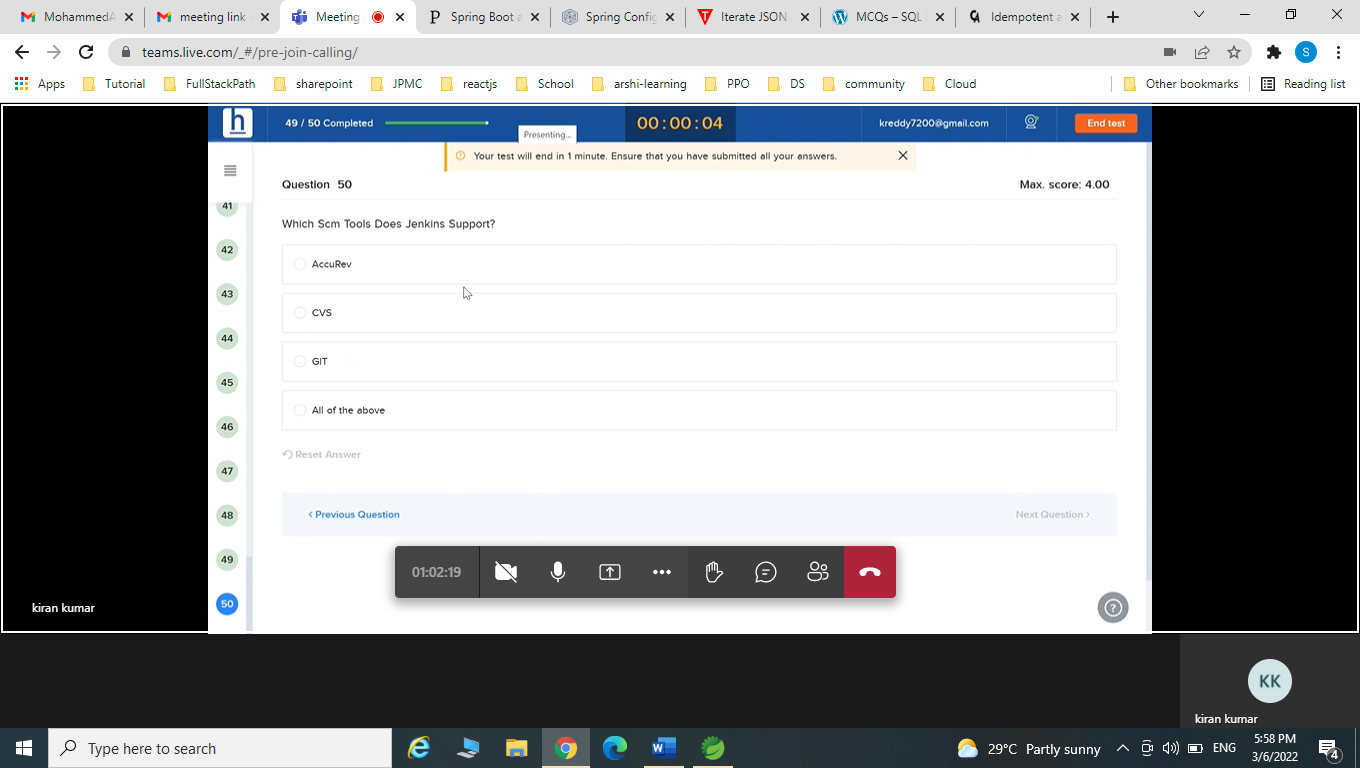 MohammedA
meeting link
Meeting
Spring Boot a
Spring Config
Iterate JSON
MCQs – SQL
Idempotent a
teams.live.com/_#/pre-join-calling/
S
Apps
Tutorial
FullStackPath
sharepoint
JPMC
reactjs
School
arshi-learning
PPO
DS
community
Cloud
Other bookmarks
Reading list
h
49 / 50 Completed
00:00:04
kreddy7200@gmail.com
End test
Presenting...
Your test will end in 1 minute. Ensure that you have submitted all your answers.
Question 50
Max. score: 4.00
Which Scm Tools Does Jenkins Support?
AccuRev
CVS
GIT
All of the above
Reset Answer
< Previous Question
Next Question >
41
42
43
44
45
46
47
48
49
50
01:02:19
kiran kumar
KK
kiran kumar
Type here to search
29°C Partly sunny
ENG
5:58 PM
3/6/2022
4